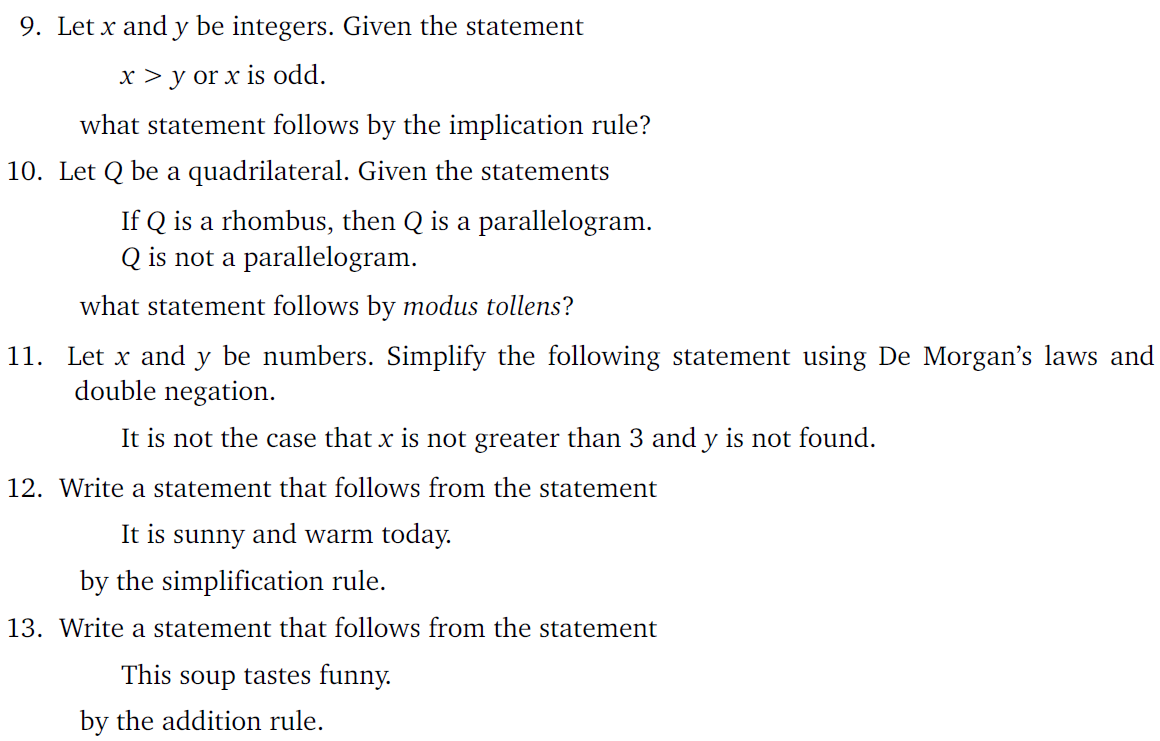 9. Let x and y be integers. Given the statement
x > y or x is odd.
what statement follows by the implication rule?
10. Let Q be a quadrilateral. Given the statements
If Q is a rhombus, then Q is a parallelogram.
Q is not a parallelogram.
what statement follows by modus tollens?
11. Let x and y be numbers. Simplify the following statement using De Morgan’s laws and
double negation.
It is not the case that x is not greater than 3 and y is not found.
12. Write a statement that follows from the statement
It is sunny and warm today.
by the simplification rule.
13. Write a statement that follows from the statement
This soup tastes funny.
by the addition rule.